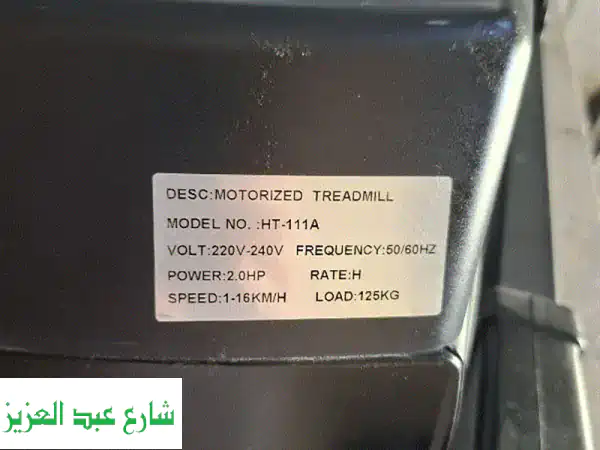 DESC:MOTORIZED TREADMILL
MODEL NO. :HT-111A
VOLT:220V-240V FREQUENCY:50/60HZ
POWER:2.0HP RATE:H
SPEED:1-16KM/H LOAD:125KG
شارع عبد العزيز